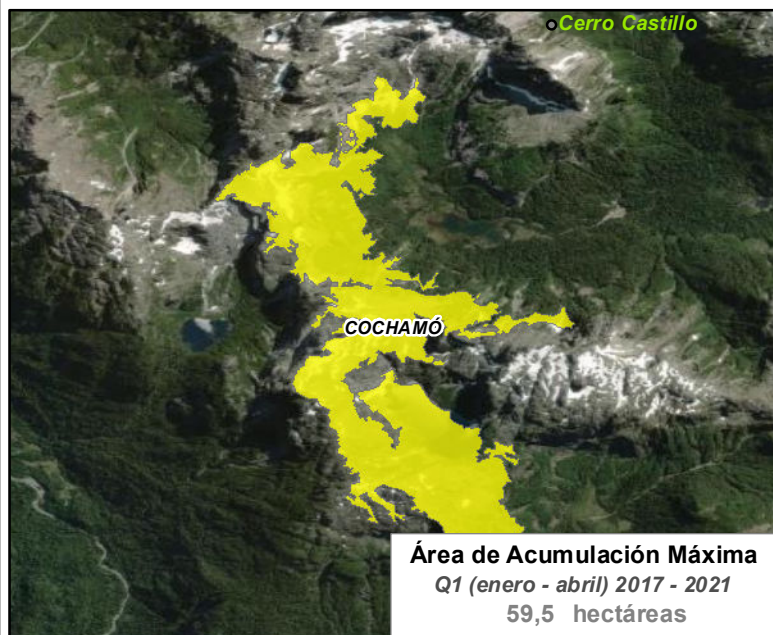 Cerro Castillo
COCHAMÓ
Área de Acumulación Máxima
Q1 (enero - abril) 2017 - 2021
59,5 hectáreas